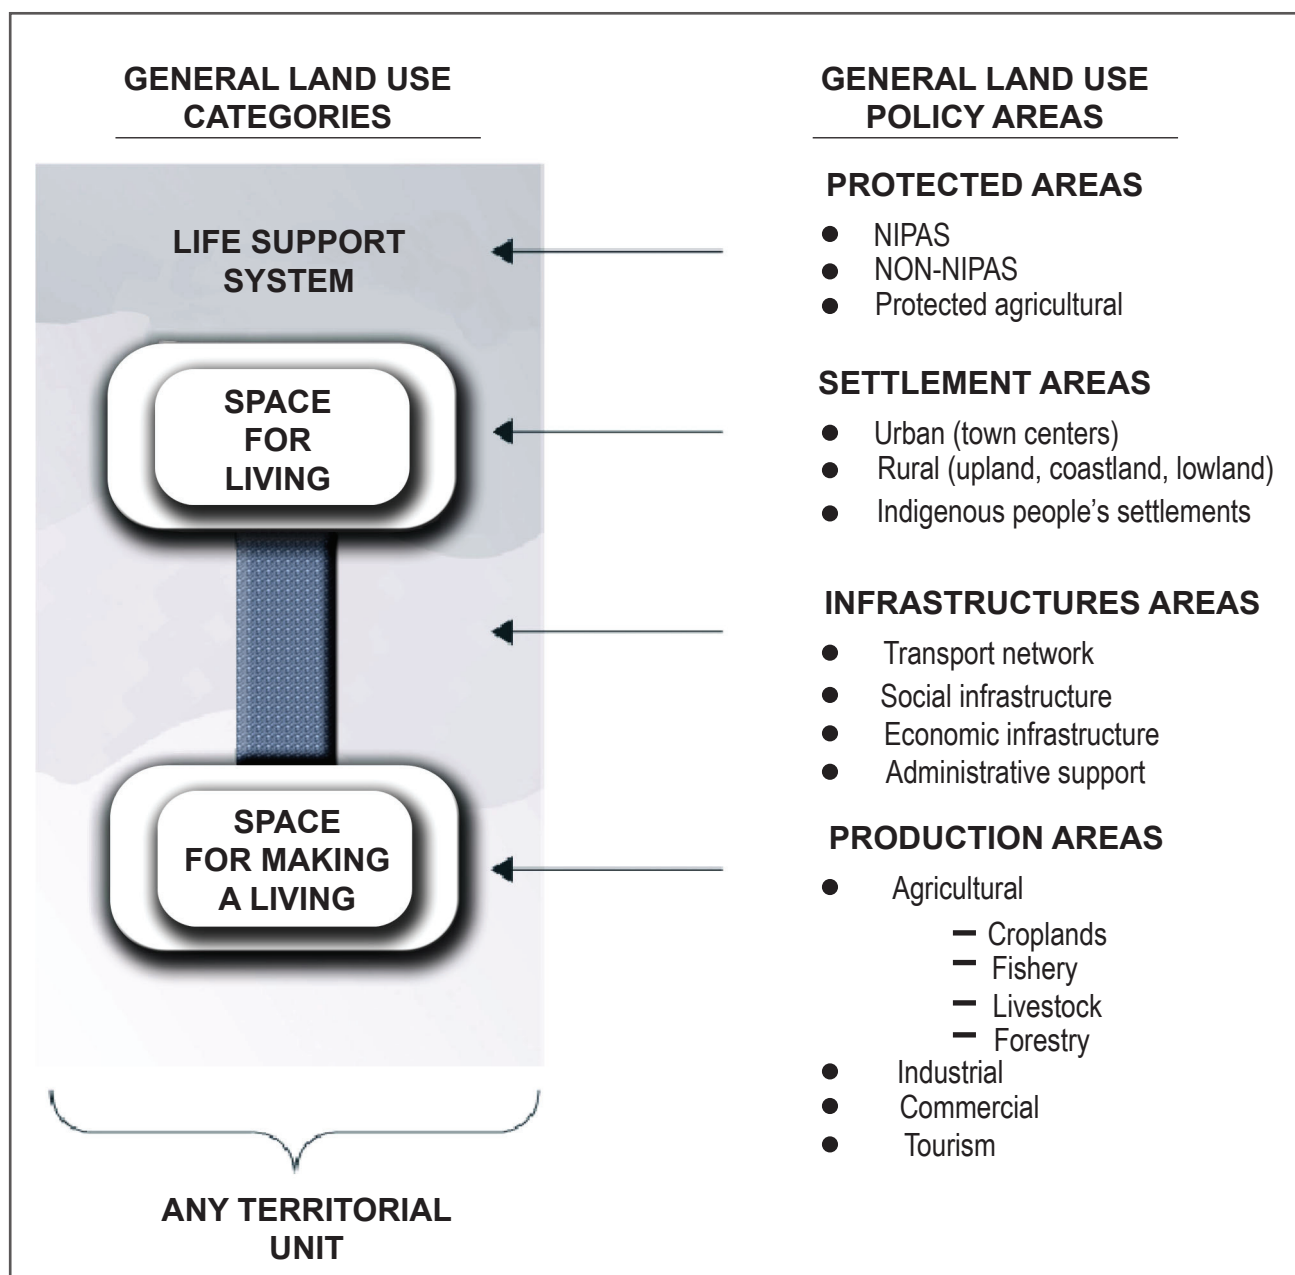 GENERAL LAND USE
CATEGORIES
LIFE SUPPORT
SYSTEM
SPACE
FOR
LIVING
SPACE
FOR MAKING
A LIVING
ANY TERRITORIAL
UNIT
GENERAL LAND USE
POLICY AREAS
PROTECTED AREAS
● NIPAS
● NON-NIPAS
● Protected agricultural
SETTLEMENT AREAS
● Urban (town centers)
● Rural (upland, coastland, lowland)
● Indigenous people’s settlements
INFRASTRUCTURES AREAS
● Transport network
● Social infrastructure
● Economic infrastructure
● Administrative support
PRODUCTION AREAS
● Agricultural
– Croplands
– Fishery
– Livestock
– Forestry
● Industrial
● Commercial
● Tourism